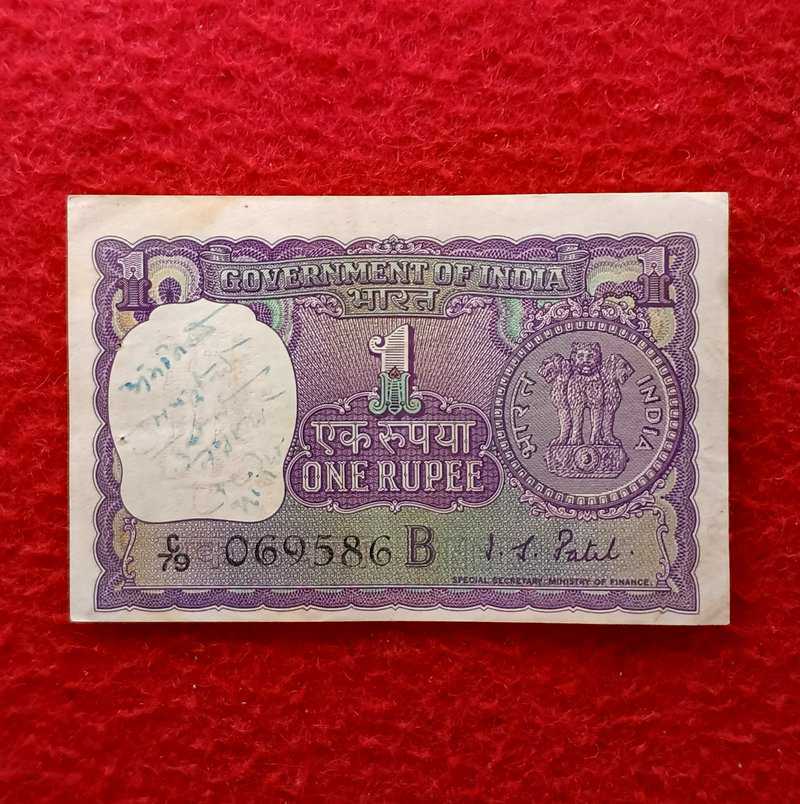 1 GOVERNMENT OF INDIA 1
भारत
1
एक रुपया
ONE RUPEE
भारत INDIA
C/79 069586 B I. G. Patel.
SPECIAL SECRETARY MINISTRY OF FINANCE.